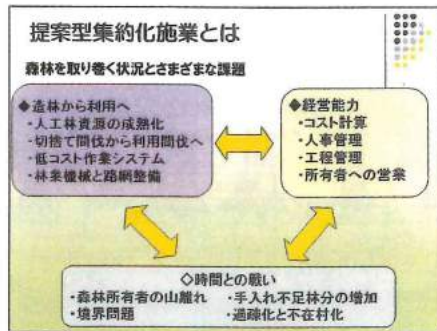 提案型集約化施業とは
森林を取り巻く状況とさまざまな課題
◆造林から利用へ
・人工林資源の成熟化
・切捨て間伐から利用間伐へ
・低コスト作業システム
・林業機械と路網整備
◆経営能力
・コスト計算
・人事管理
・工程管理
・所有者への営業
◇時間との戦い
・森林所有者の山離れ ・手入れ不足林分の増加
・境界問題 ・過疎化と不在村化